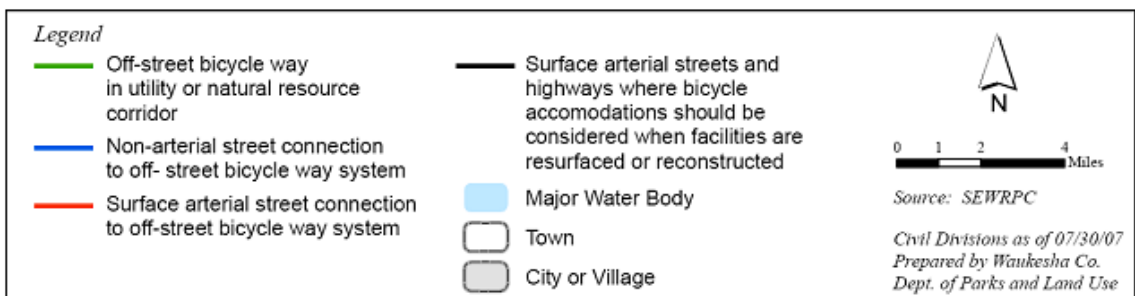 Legend
Off-street bicycle way
in utility or natural resource
corridor
Non-arterial street connection
to off- street bicycle way system
Surface arterial street connection
to off-street bicycle way system
Surface arterial streets and
highways where bicycle
accomodations should be
considered when facilities are
resurfaced or reconstructed
Major Water Body
Town
City or Village
N
0 1 2 4
Miles
Source: SEWRPC
Civil Divisions as of 07/30/07
Prepared by Waukesha Co.
Dept. of Parks and Land Use